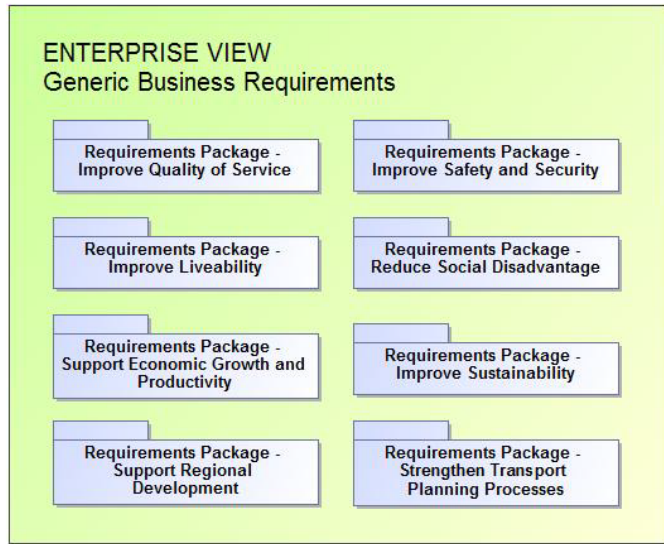 ENTERPRISE VIEW
Generic Business Requirements
Requirements Package -
Improve Quality of Service
Requirements Package -
Improve Safety and Security
Requirements Package -
Improve Liveability
Requirements Package -
Reduce Social Disadvantage
Requirements Package -
Support Economic Growth and
Productivity
Requirements Package -
Improve Sustainability
Requirements Package -
Support Regional
Development
Requirements Package -
Strengthen Transport
Planning Processes